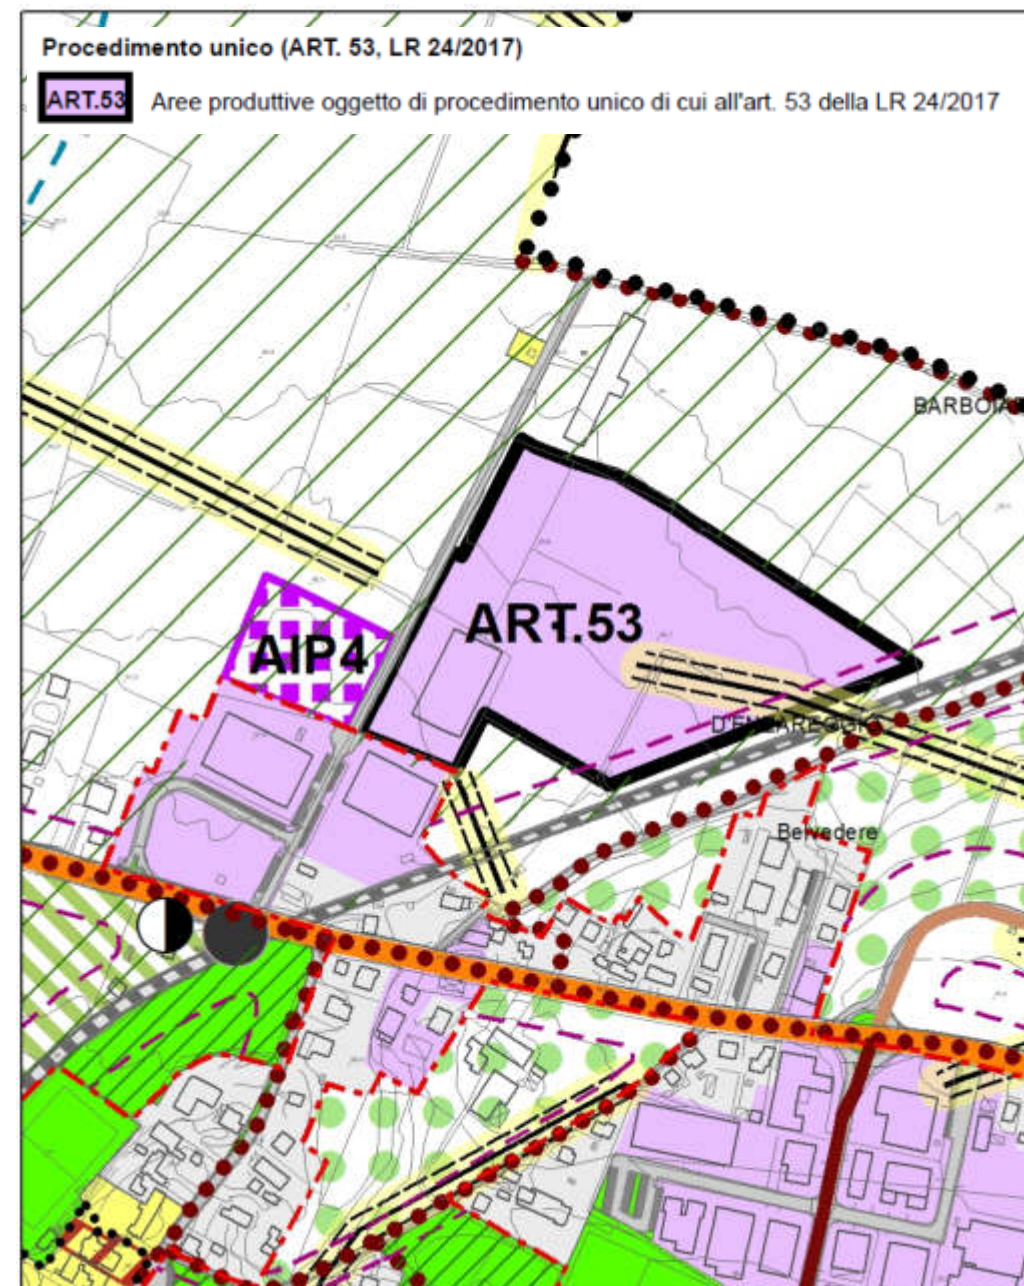 Procedimento unico (ART. 53, LR 24/2017)
ART.53 Aree produttive oggetto di procedimento unico di cui all'art. 53 della LR 24/2017
ART.53
AIP4
Belvedere